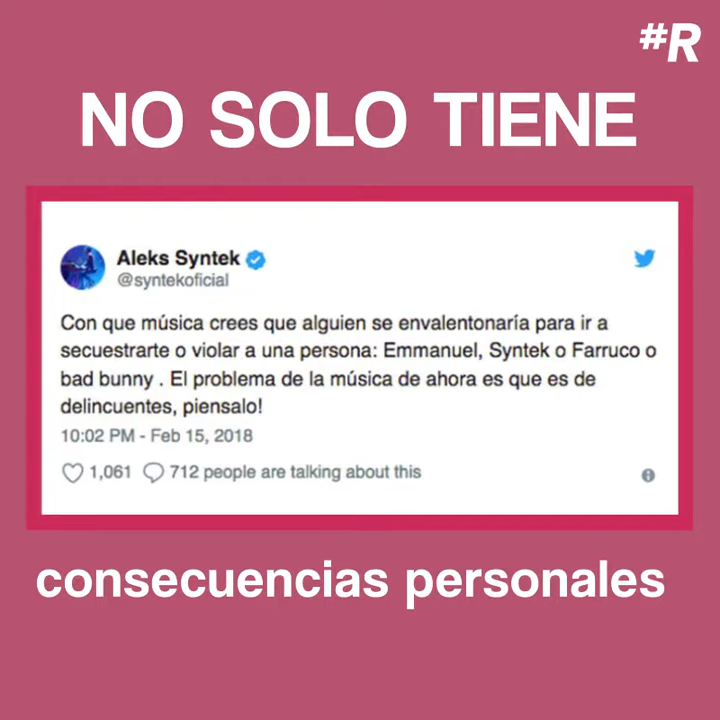 #R
NO SOLO TIENE
Aleks Syntek
@syntekoficial
Con que música crees que alguien se envalentonaría para ir a
secuestrarte o violar a una persona: Emmanuel, Syntek o Farruco o
bad bunny . El problema de la música de ahora es que es de
delincuentes, piensalo!
10:02 PM - Feb 15, 2018
1,061 712 people are talking about this
consecuencias personales